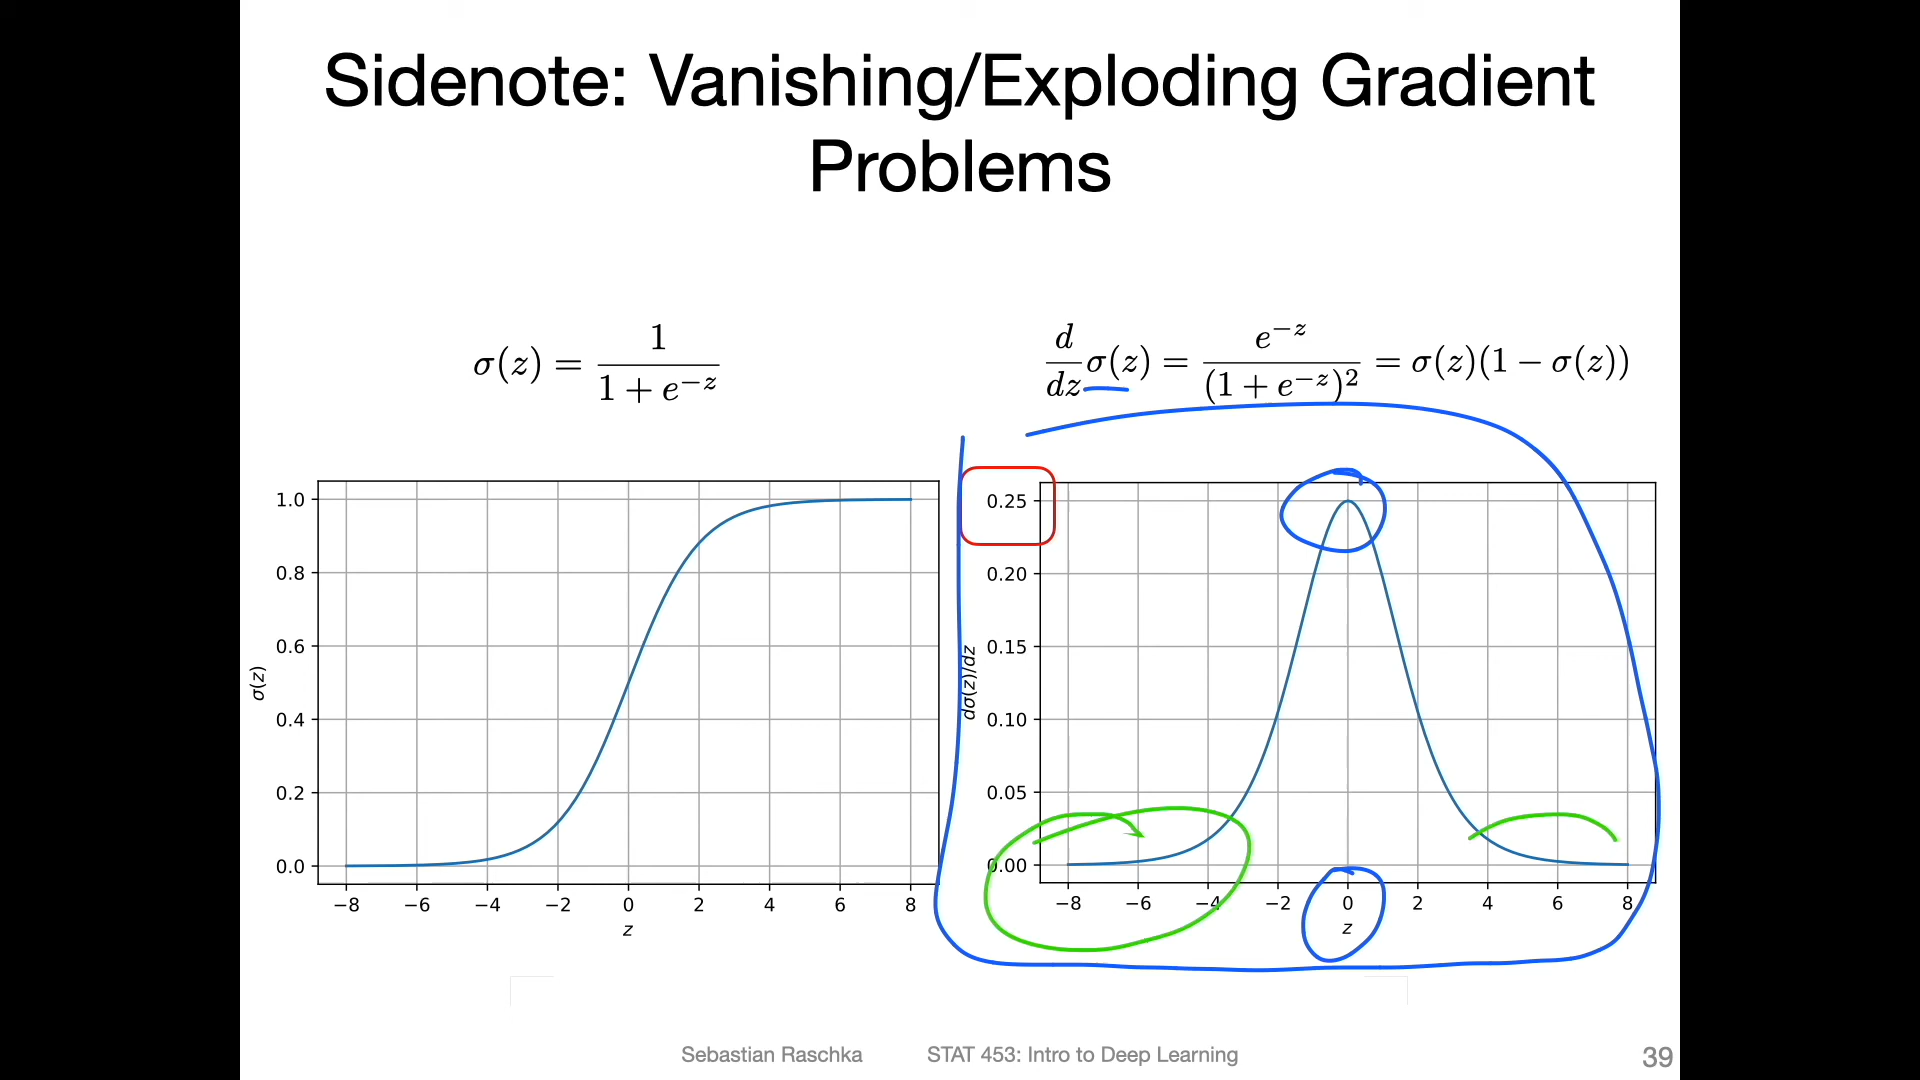 Sidenote: Vanishing/Exploding Gradient
Problems
σ(z) = 1 / (1 + e^{−z})
d/dz σ(z) = e^{−z} / (1 + e^{−z})^2 = σ(z)(1 − σ(z))
1.0
0.8
0.6
0.4
0.2
0.0
σ(z)
−8 −6 −4 −2 0 2 4 6 8
z
0.25
0.20
0.15
0.10
0.05
0.00
dσ(z)/dz
−8 −6 −4 −2 0 2 4 6 8
z
Sebastian Raschka STAT 453: Intro to Deep Learning 39